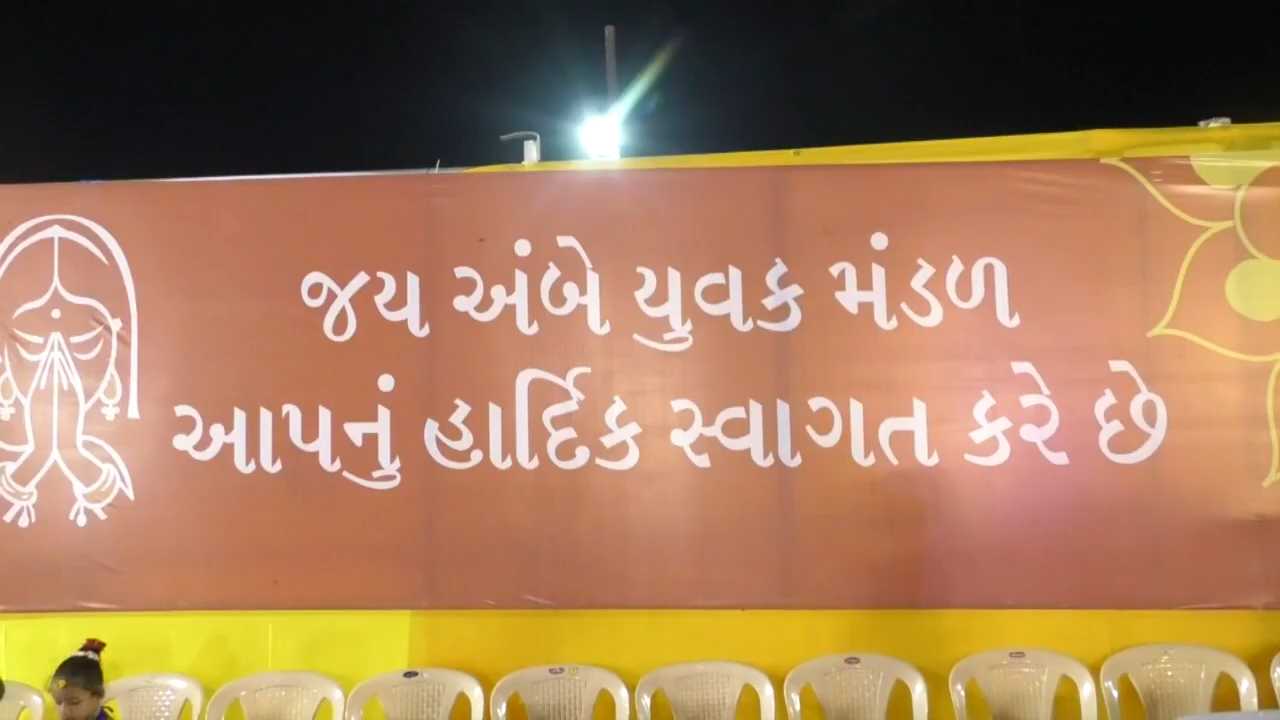 જય અંબે યુવક મંડળ
આપનું હાર્દિક સ્વાગત કરે છે